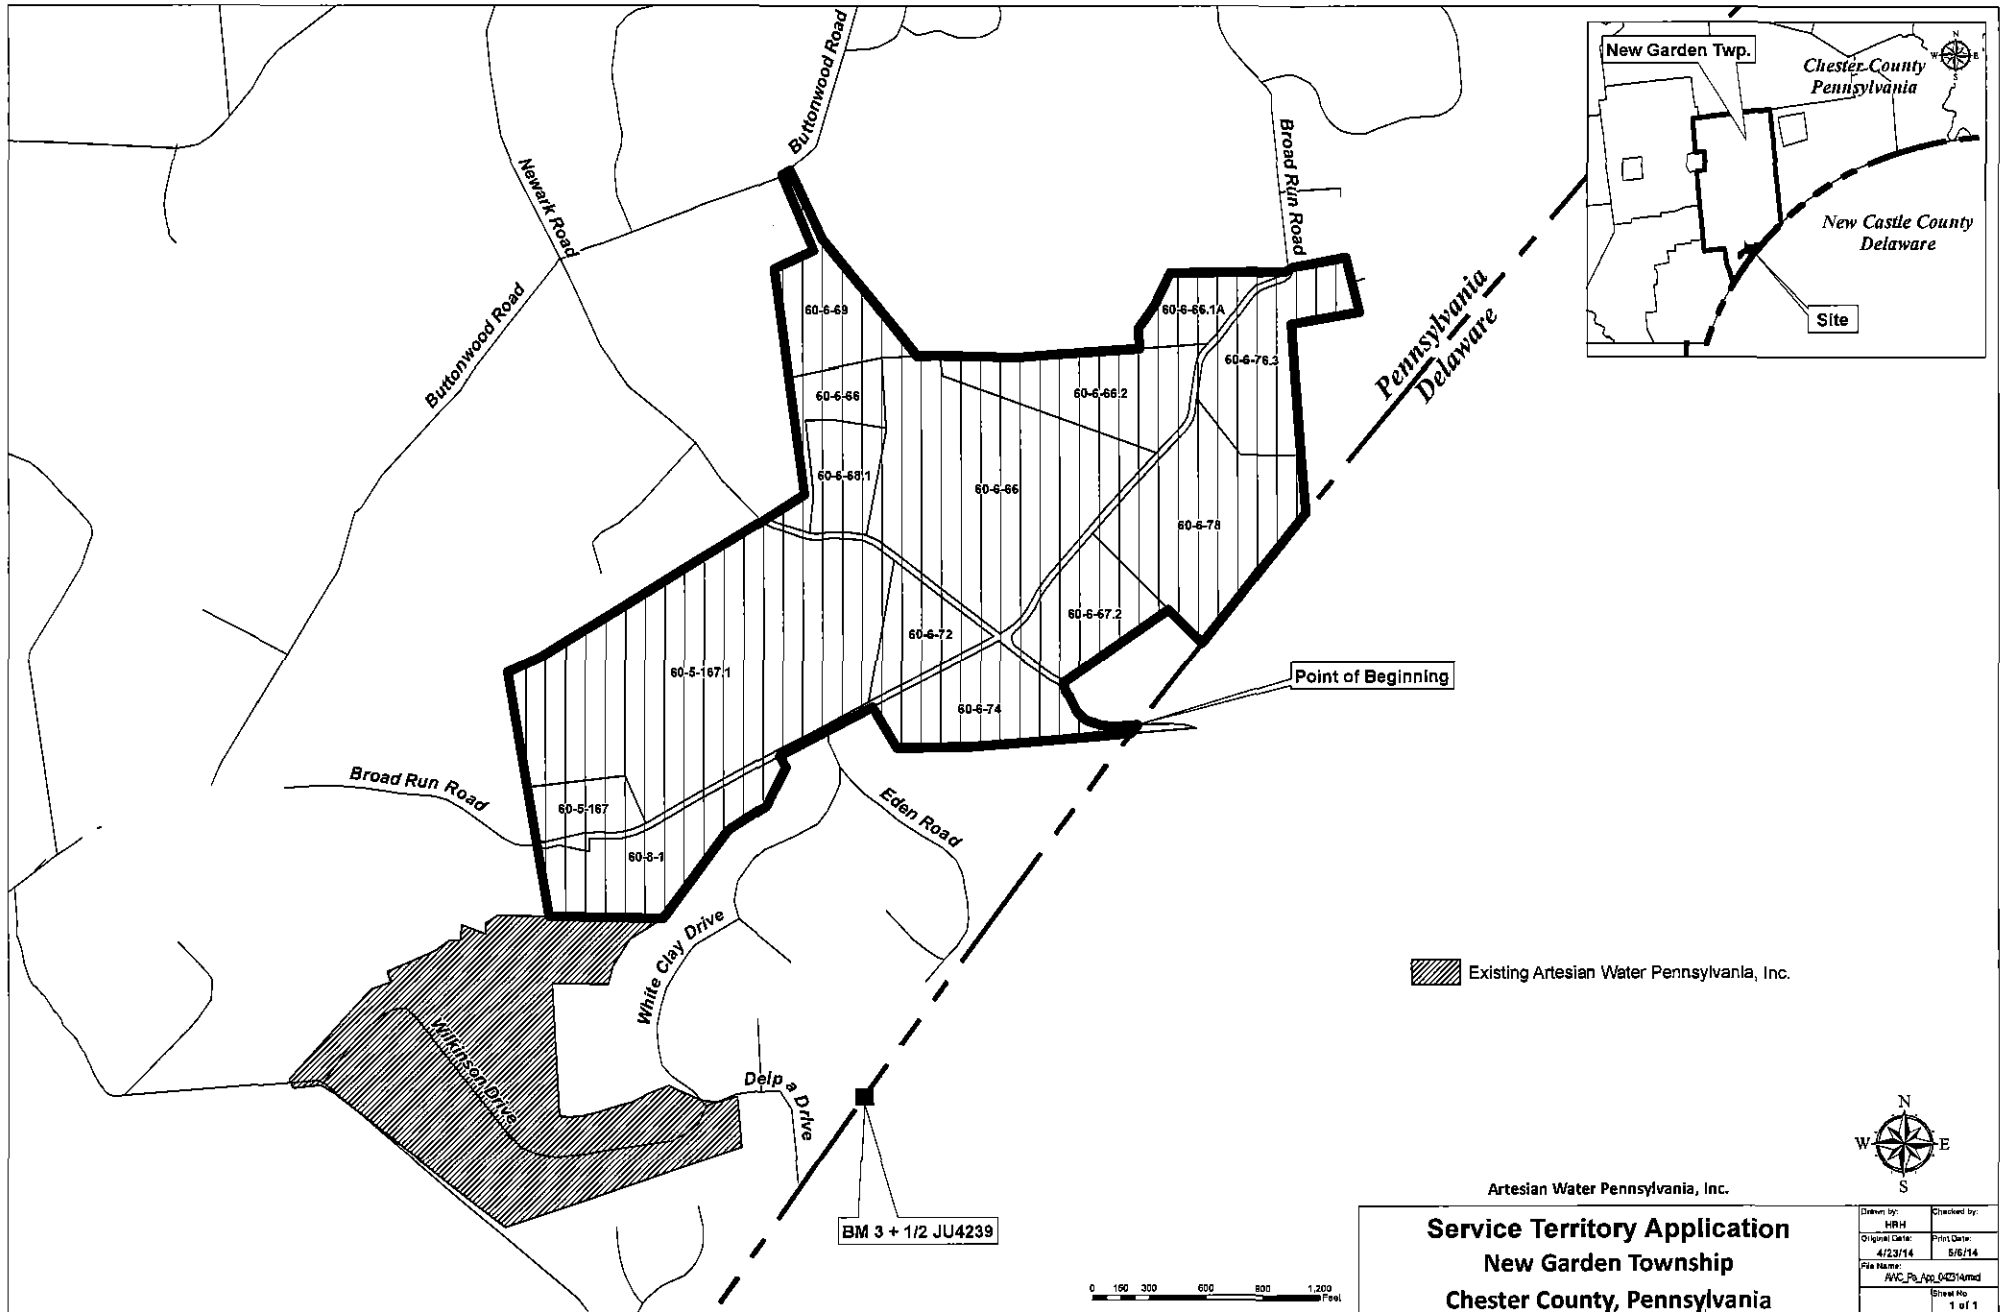 Buttonwood Road
Newark Road
Buttonwood Road
Broad Run Road
New Garden Twp.
Chester County
Pennsylvania
N
W
E
S
New Castle County
Delaware
Site
Pennsylvania
Delaware
60-6-69
60-6-66.1A
60-6-76.3
60-6-68
60-6-66.2
60-6-68.1
60-6-66
60-6-78
60-6-67.2
60-6-72
60-5-167.1
60-6-74
Point of Beginning
Broad Run Road
60-5-167
60-8-1
Eden Road
White Clay Drive
Wilkinson Drive
Delp a Drive
BM 3 + 1/2 JU4239
Existing Artesian Water Pennsylvania, Inc.
N
W
E
S
0 150 300 600 900 1,200
Feet
Artesian Water Pennsylvania, Inc.
Service Territory Application
New Garden Township
Chester County, Pennsylvania
Drawn by:
HRH
Checked by:
Original Date:
4/23/14
Print Date:
5/6/14
File Name:
AWC_Pa_App_042314.mxd
Sheet No
1 of 1